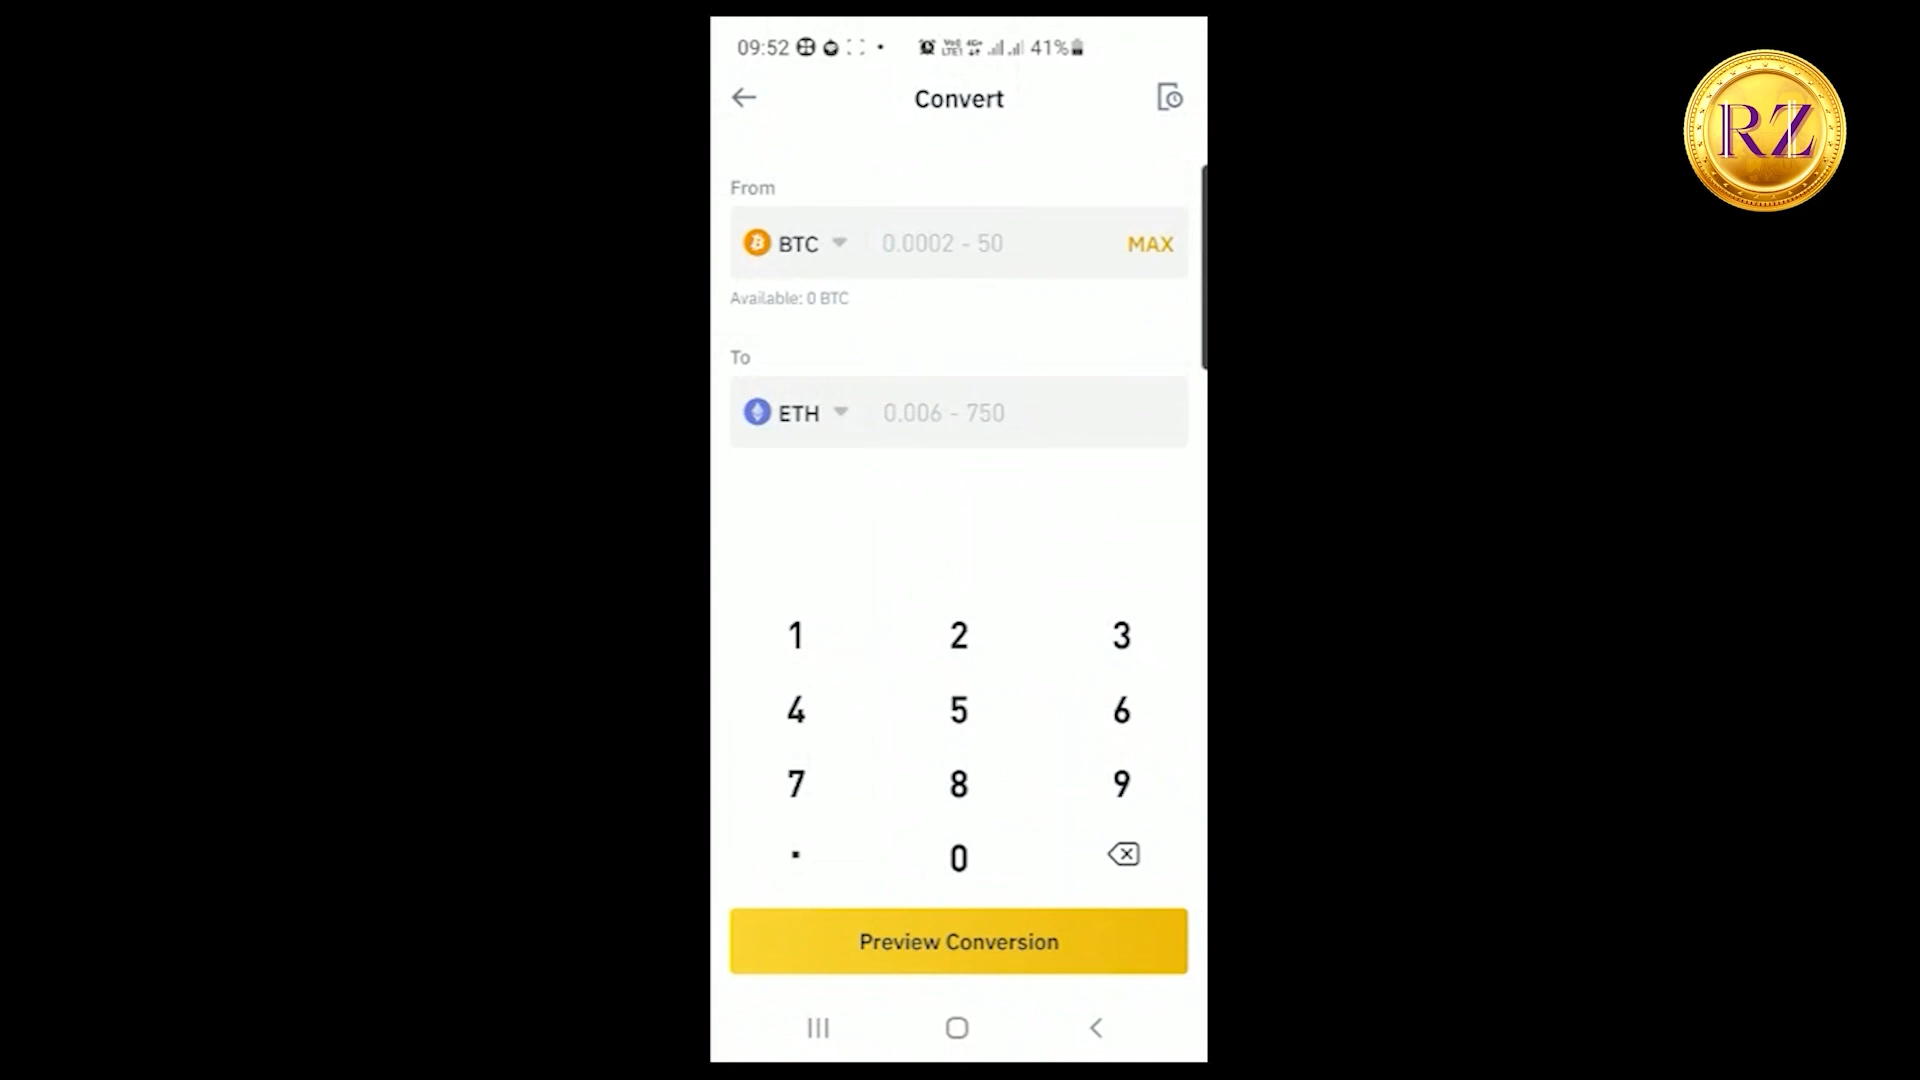 09:52 41%
Convert
From
BTC 0.0002 - 50 MAX
Available: 0 BTC
To
ETH 0.006 - 750
1 2 3
4 5 6
7 8 9
. 0
Preview Conversion
RZ